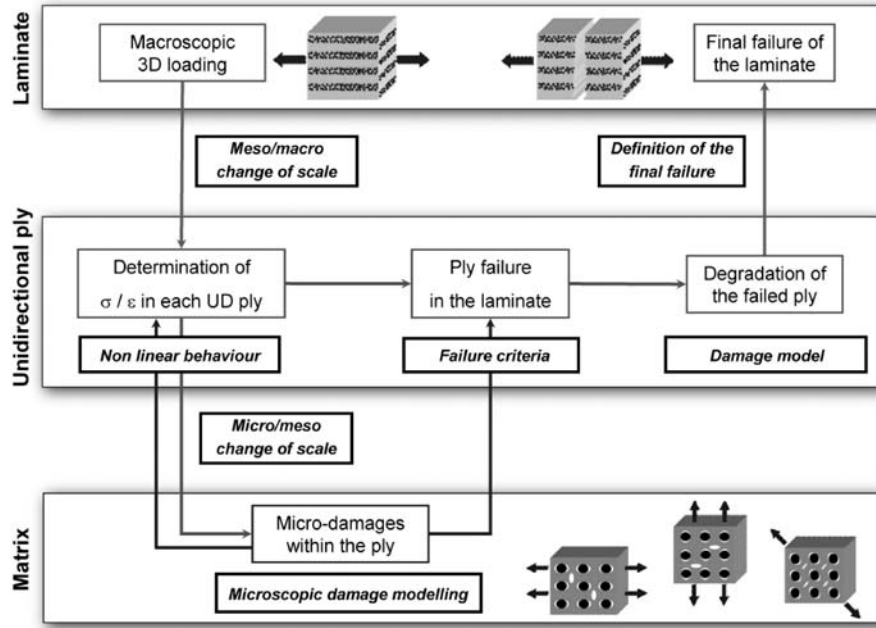 Laminate
Macroscopic
3D loading
Final failure of
the laminate
Meso/macro
change of scale
Definition of the
final failure
Unidirectional ply
Determination of
σ / ε in each UD ply
Ply failure
in the laminate
Degradation of
the failed ply
Non linear behaviour
Failure criteria
Damage model
Micro/meso
change of scale
Matrix
Micro-damages
within the ply
Microscopic damage modelling